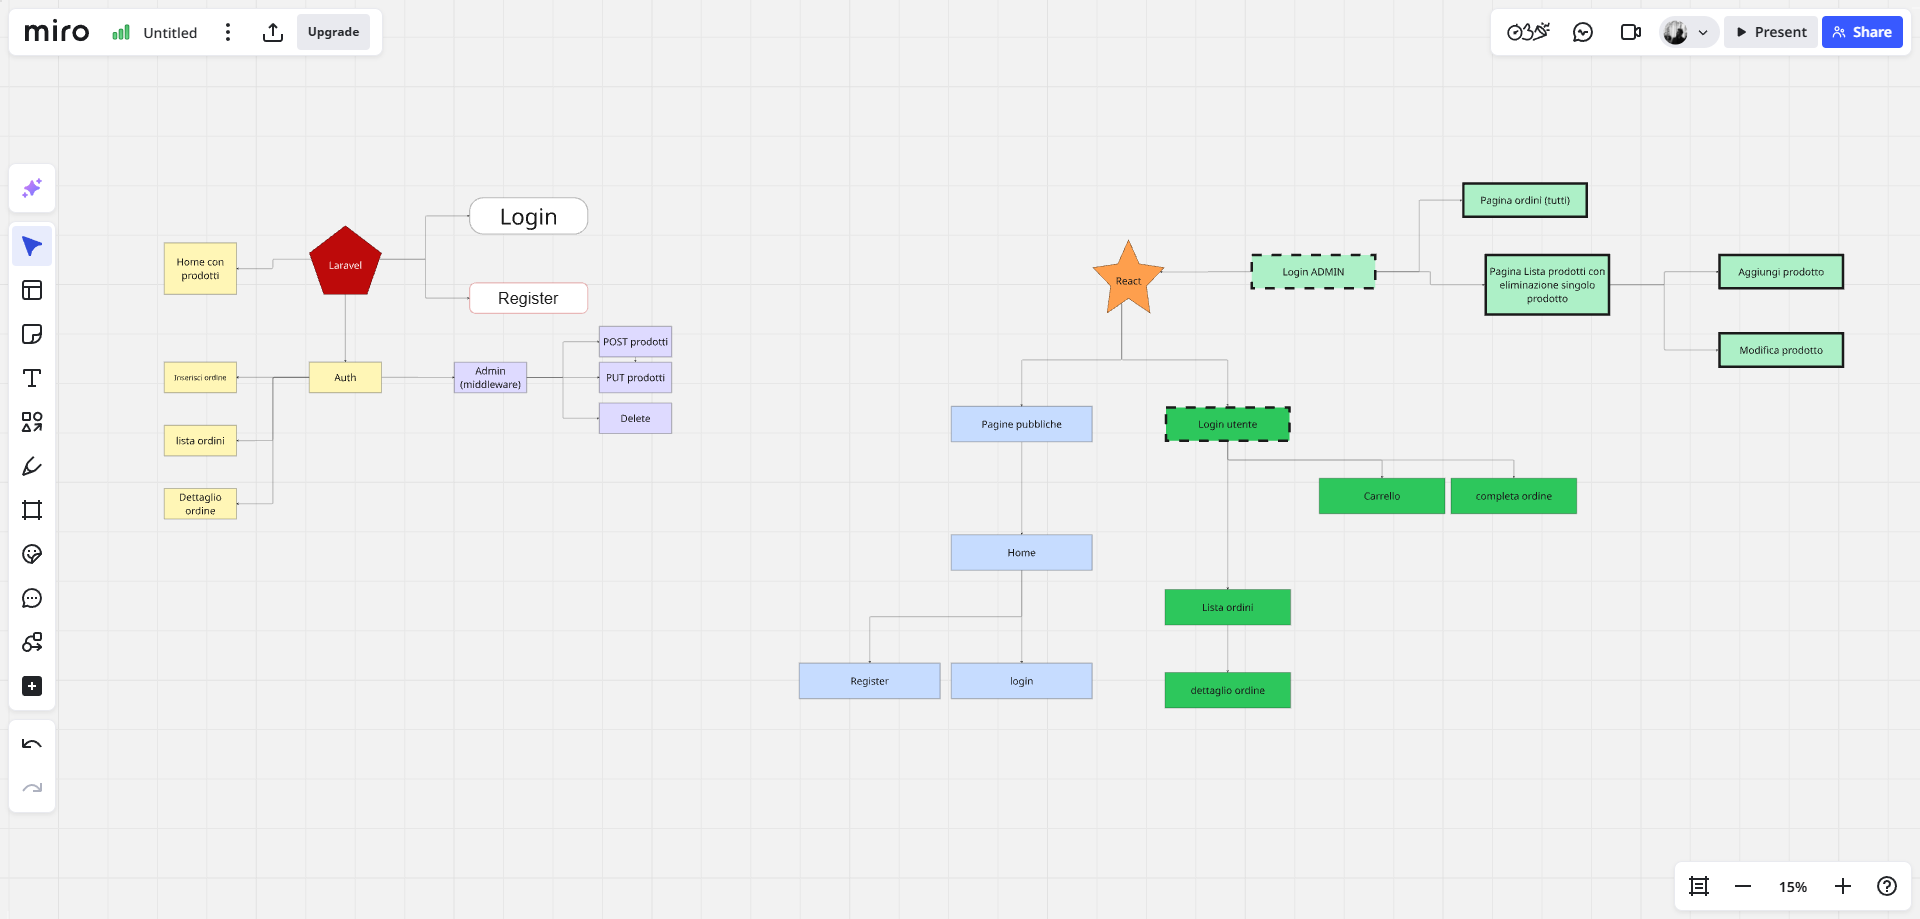 miro
Untitled
Upgrade
Present
Share
Login
Home con
prodotti
Laravel
Register
POST prodotti
Inserisci ordine
Auth
Admin
(middleware)
PUT prodotti
Delete
lista ordini
Dettaglio
ordine
Pagina ordini (tutti)
React
Login ADMIN
Pagina Lista prodotti con
eliminazione singolo
prodotto
Aggiungi prodotto
Modifica prodotto
Pagine pubbliche
Login utente
Carrello
completa ordine
Home
Lista ordini
Register
login
dettaglio ordine
15%